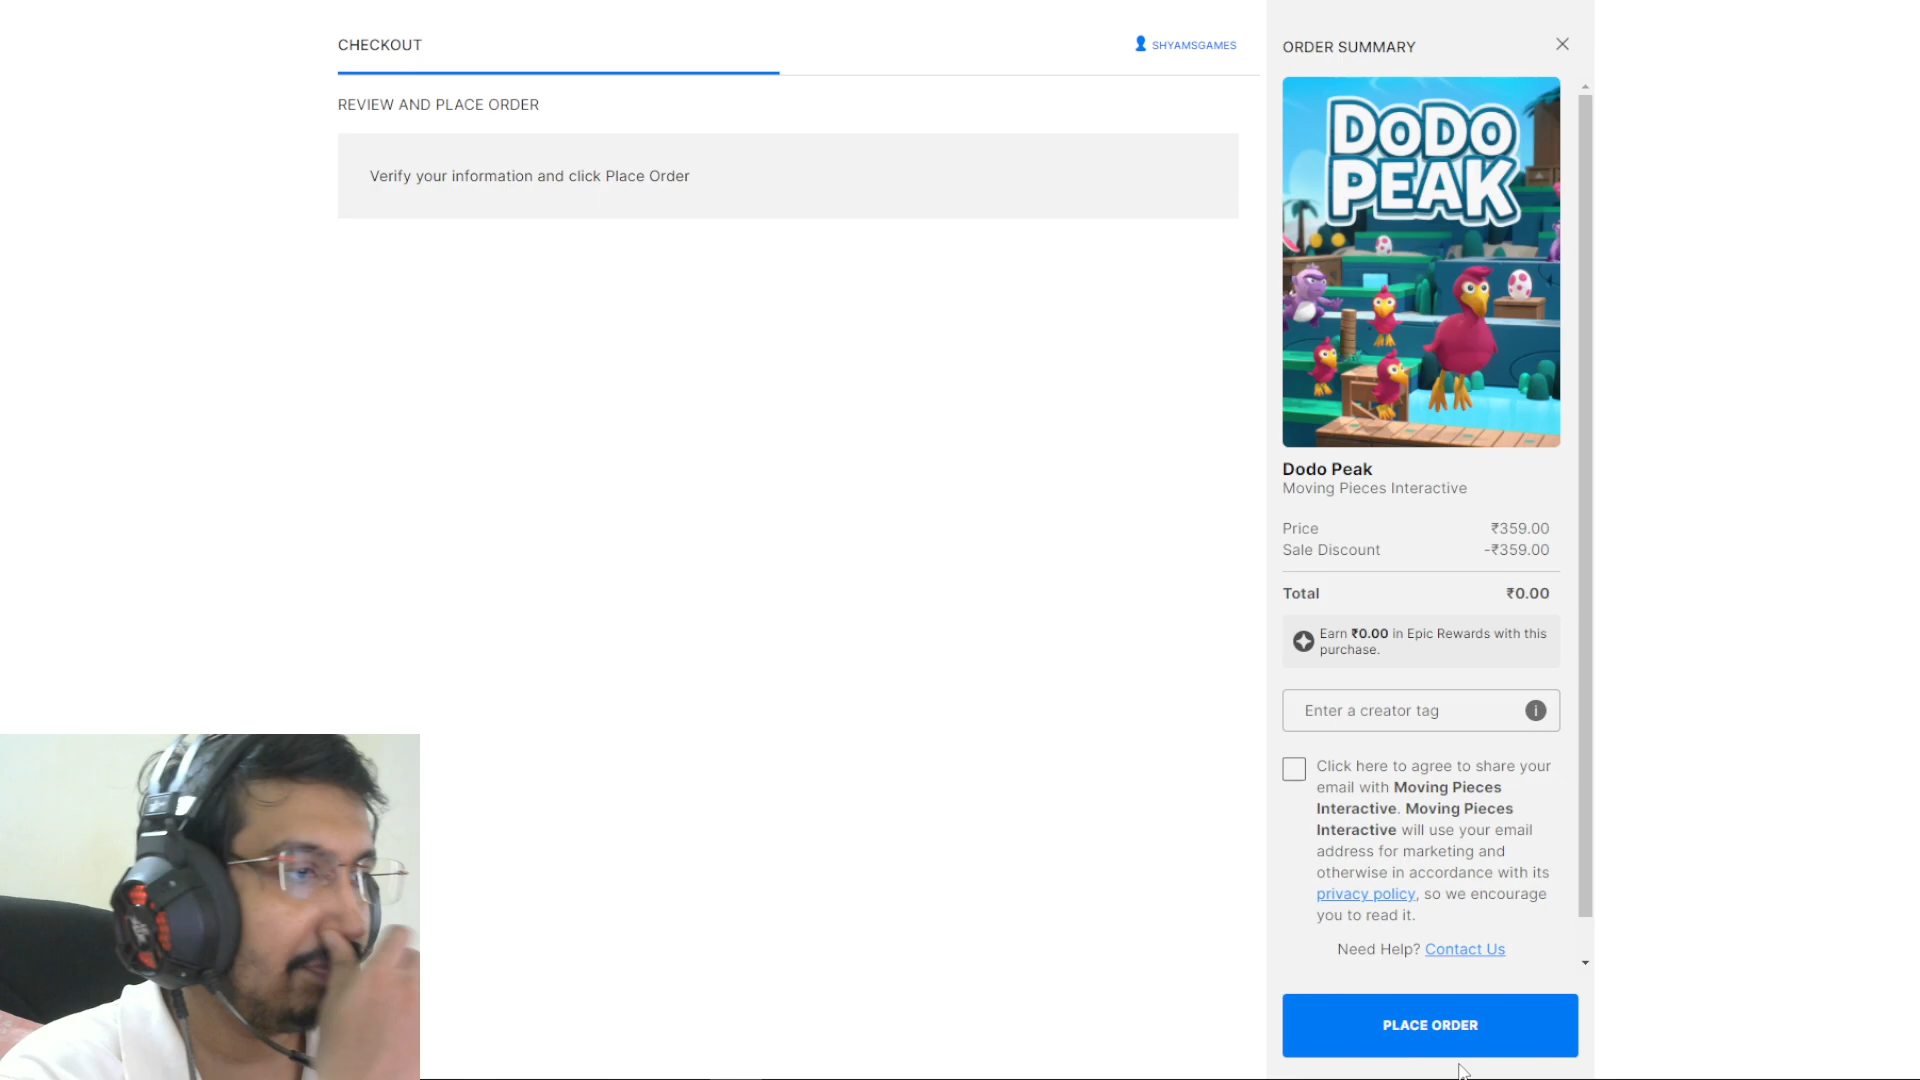 CHECKOUT
SHYAMSGAMES
REVIEW AND PLACE ORDER
Verify your information and click Place Order
ORDER SUMMARY
DODO
PEAK
Dodo Peak
Moving Pieces Interactive
Price ₹359.00
Sale Discount -₹359.00
Total ₹0.00
Earn ₹0.00 in Epic Rewards with this
purchase.
Enter a creator tag
Click here to agree to share your
email with Moving Pieces
Interactive. Moving Pieces
Interactive will use your email
address for marketing and
otherwise in accordance with its
privacy policy, so we encourage
you to read it.
Need Help? Contact Us
PLACE ORDER